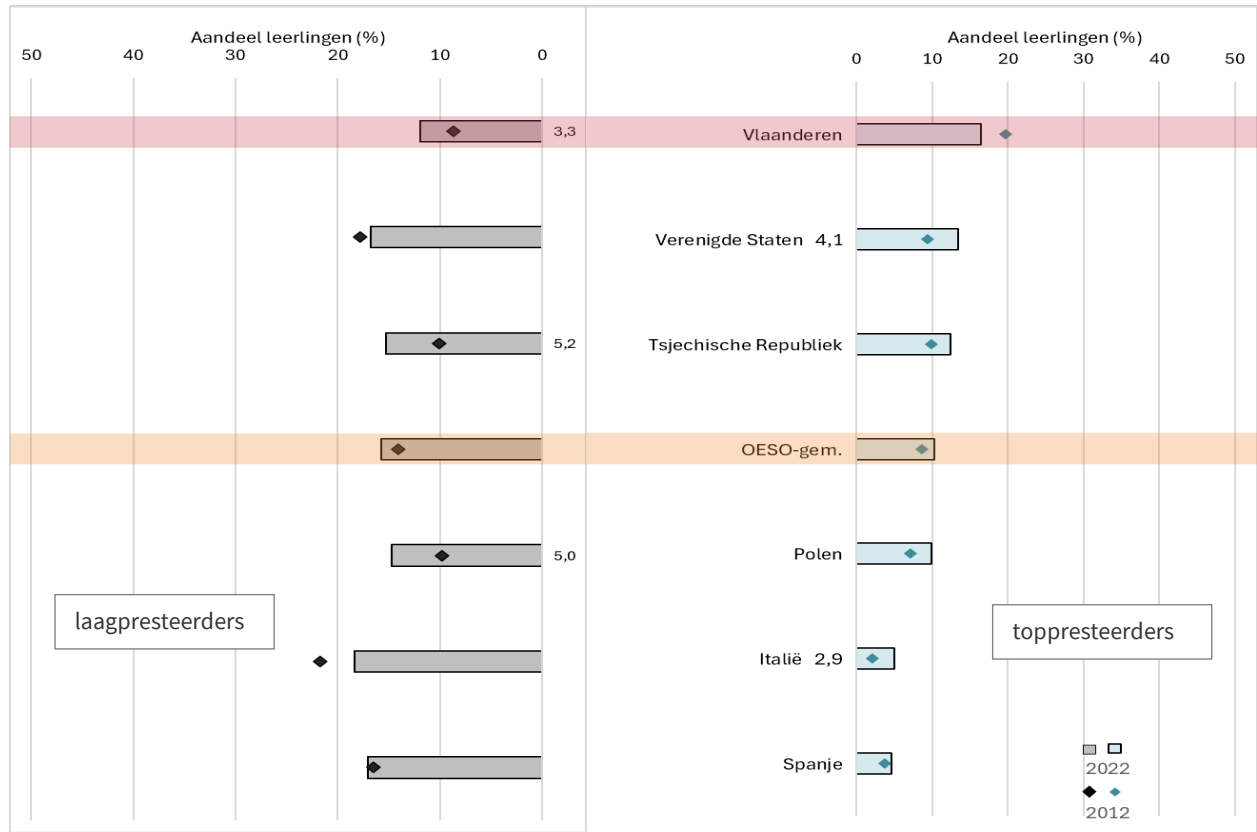 Aandeel leerlingen (%)
50 40 30 20 10 0
Aandeel leerlingen (%)
0 10 20 30 40 50
3,3 Vlaanderen
Verenigde Staten 4,1
5,2 Tsjechische Republiek
OESO-gem.
5,0 Polen
laagpresteerders
toppresteerders
Italië 2,9
Spanje
2022
2012